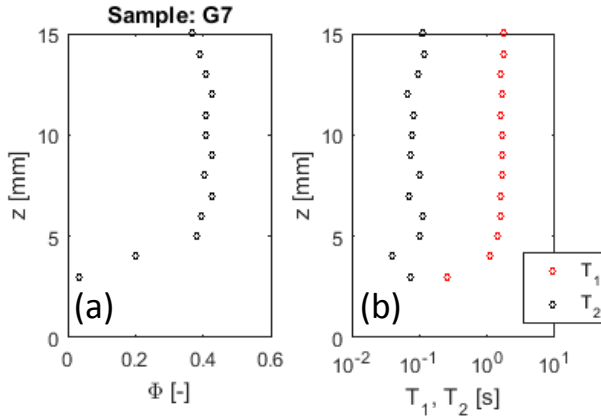 Sample: G7
15
10
5
0
z [mm]
(a)
0 0.2 0.4 0.6
Φ [-]
15
10
5
0
z [mm]
(b)
T₁
T₂
10⁻² 10⁻¹ 10⁰ 10¹
T₁, T₂ [s]